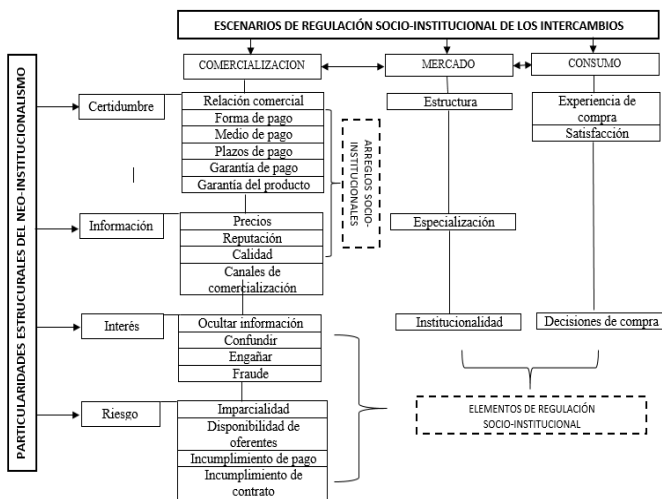 ESCENARIOS DE REGULACIÓN SOCIO-INSTITUCIONAL DE LOS INTERCAMBIOS
COMERCIALIZACION
MERCADO
CONSUMO
PARTICULARIDADES ESTRUCURALES DEL NEO-INSTITUCIONALISMO
Certidumbre
Relación comercial
Forma de pago
Medio de pago
Plazos de pago
Garantía de pago
Garantía del producto
ARREGLOS SOCIO-
INSTITUCIONALES
Estructura
Experiencia de
compra
Satisfacción
Información
Precios
Reputación
Calidad
Canales de
comercialización
Especialización
Interés
Ocultar información
Confundir
Engañar
Fraude
Institucionalidad
Decisiones de compra
Riesgo
Imparcialidad
Disponibilidad de
oferentes
Incumplimiento de pago
Incumplimiento de
contrato
ELEMENTOS DE REGULACIÓN
SOCIO-INSTITUCIONAL